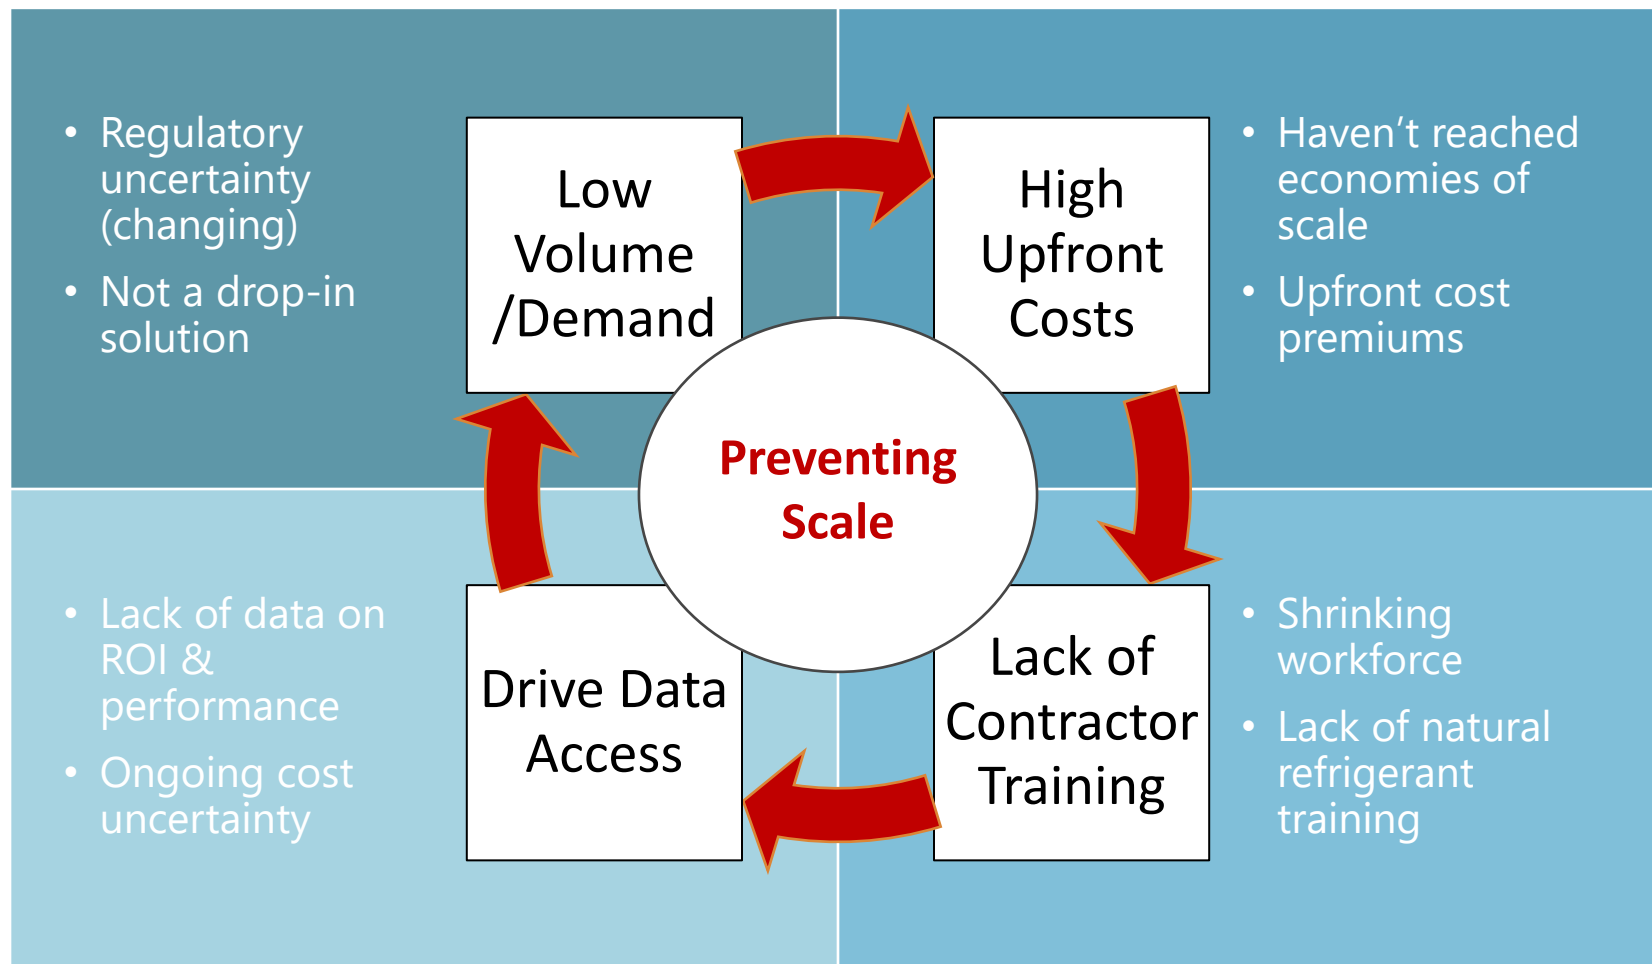 • Regulatory
uncertainty
(changing)
• Not a drop-in
solution
Low
Volume
/Demand
High
Upfront
Costs
• Haven’t reached
economies of
scale
• Upfront cost
premiums
Preventing
Scale
• Lack of data on
ROI &
performance
• Ongoing cost
uncertainty
Drive Data
Access
Lack of
Contractor
Training
• Shrinking
workforce
• Lack of natural
refrigerant
training